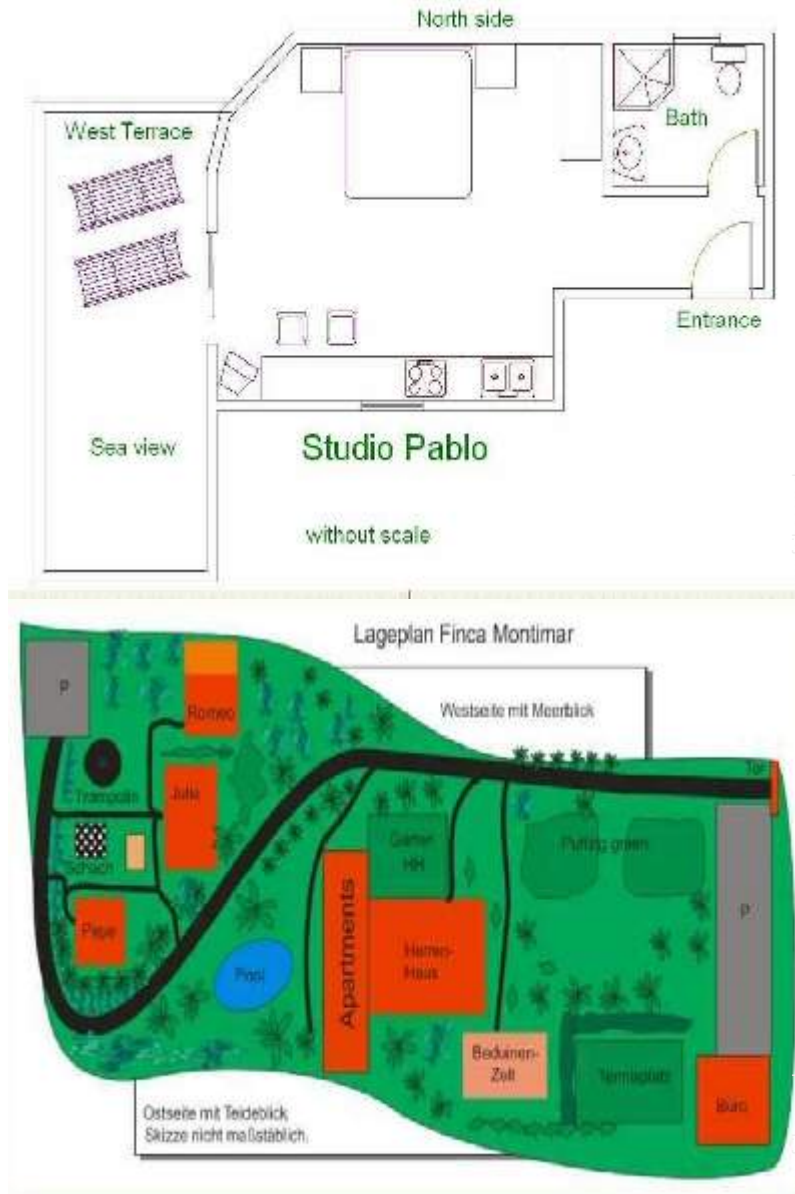 North side
West Terrace
Bath
Entrance
Sea view
Studio Pablo
without scale
Lageplan Finca Montimar
P
Romeo
Westseite mit Meerblick
Tor
Trampolin
Julia
Garten
HH
Putting green
Schach
P
Pepe
Apartments
Herren-
Haus
Pool
Beduinen-
Zelt
Tennisplatz
Büro
Ostseite mit Teideblick
Skizze nicht maßstäblich.